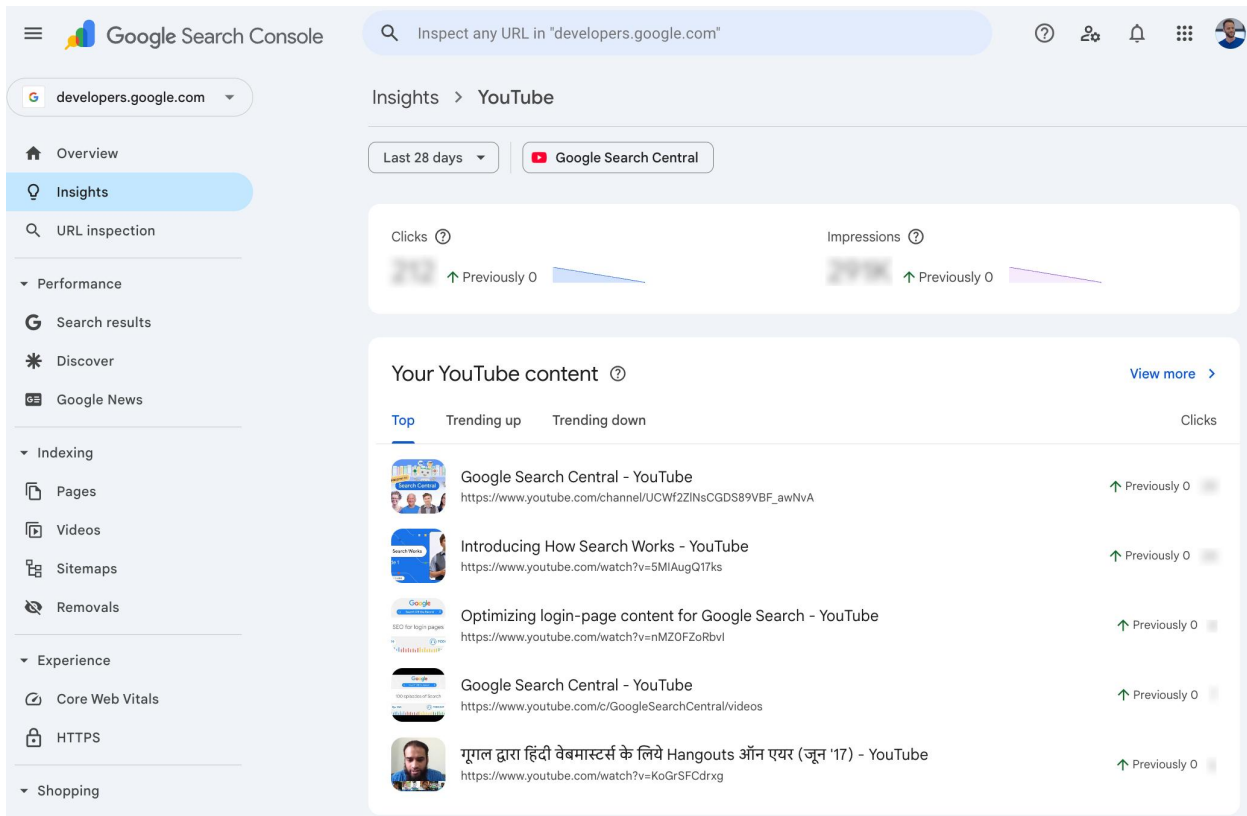 Google Search Console
Inspect any URL in "developers.google.com"
developers.google.com
Overview
Insights
URL inspection
Performance
Search results
Discover
Google News
Indexing
Pages
Videos
Sitemaps
Removals
Experience
Core Web Vitals
HTTPS
Shopping
Insights > YouTube
Last 28 days
Google Search Central
Clicks
Previously 0
Impressions
Previously 0
Your YouTube content
View more
Top Trending up Trending down Clicks
Google Search Central - YouTube
https://www.youtube.com/channel/UCWf2ZlNsCGDS89VBF_awNvA
Previously 0
Introducing How Search Works - YouTube
https://www.youtube.com/watch?v=5MIAugQ17ks
Previously 0
Optimizing login-page content for Google Search - YouTube
https://www.youtube.com/watch?v=nMZOFZoRbvI
Previously 0
Google Search Central - YouTube
https://www.youtube.com/c/GoogleSearchCentral/videos
Previously 0
गूगल द्वारा हिंदी वेबमास्टर्स के लिये Hangouts ऑन एयर (जून '17) - YouTube
https://www.youtube.com/watch?v=KoGrSFCdrxg
Previously 0